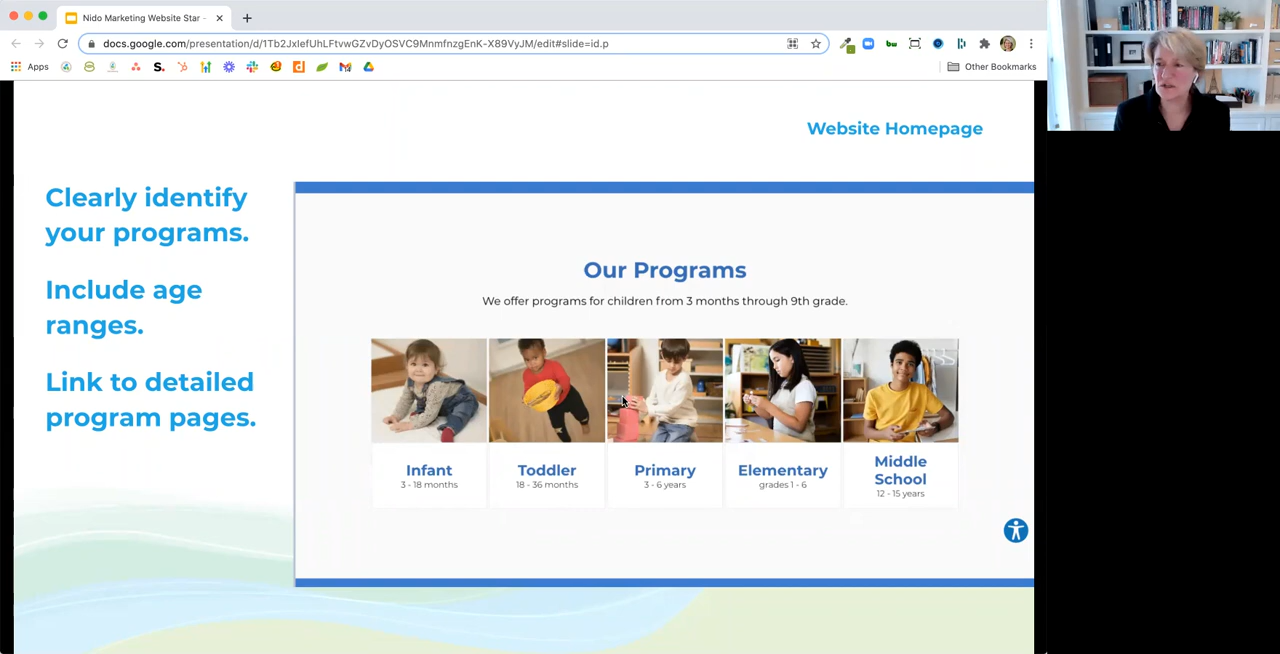 Nido Marketing Website Star -
docs.google.com/presentation/d/1Tb2JxIefUhLFtvwGZvDyOSVC9MnmfnzgEnK-X89VyJM/edit#slide=id.p
Apps
S.
bw
Other Bookmarks
Website Homepage
Clearly identify
your programs.
Include age
ranges.
Link to detailed
program pages.
Our Programs
We offer programs for children from 3 months through 9th grade.
Infant
3 - 18 months
Toddler
18 - 36 months
Primary
3 - 6 years
Elementary
grades 1 - 6
Middle
School
12 - 15 years